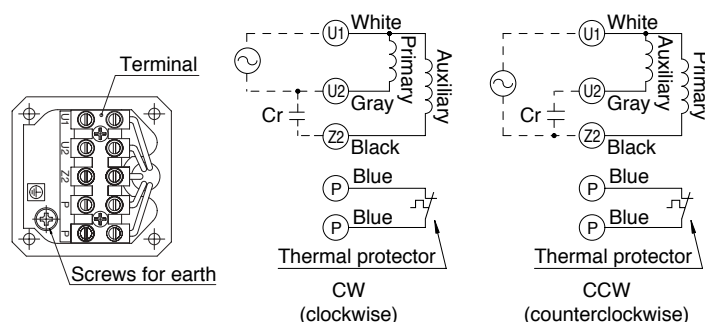 Terminal
U1
U2
Z2
P
P
Screws for earth
U1
White
Primary
Auxiliary
U2
Gray
Cr
Z2
Black
P
Blue
P
Blue
Thermal protector
CW
(clockwise)
U1
White
Auxiliary
Primary
U2
Gray
Cr
Z2
Black
P
Blue
P
Blue
Thermal protector
CCW
(counterclockwise)